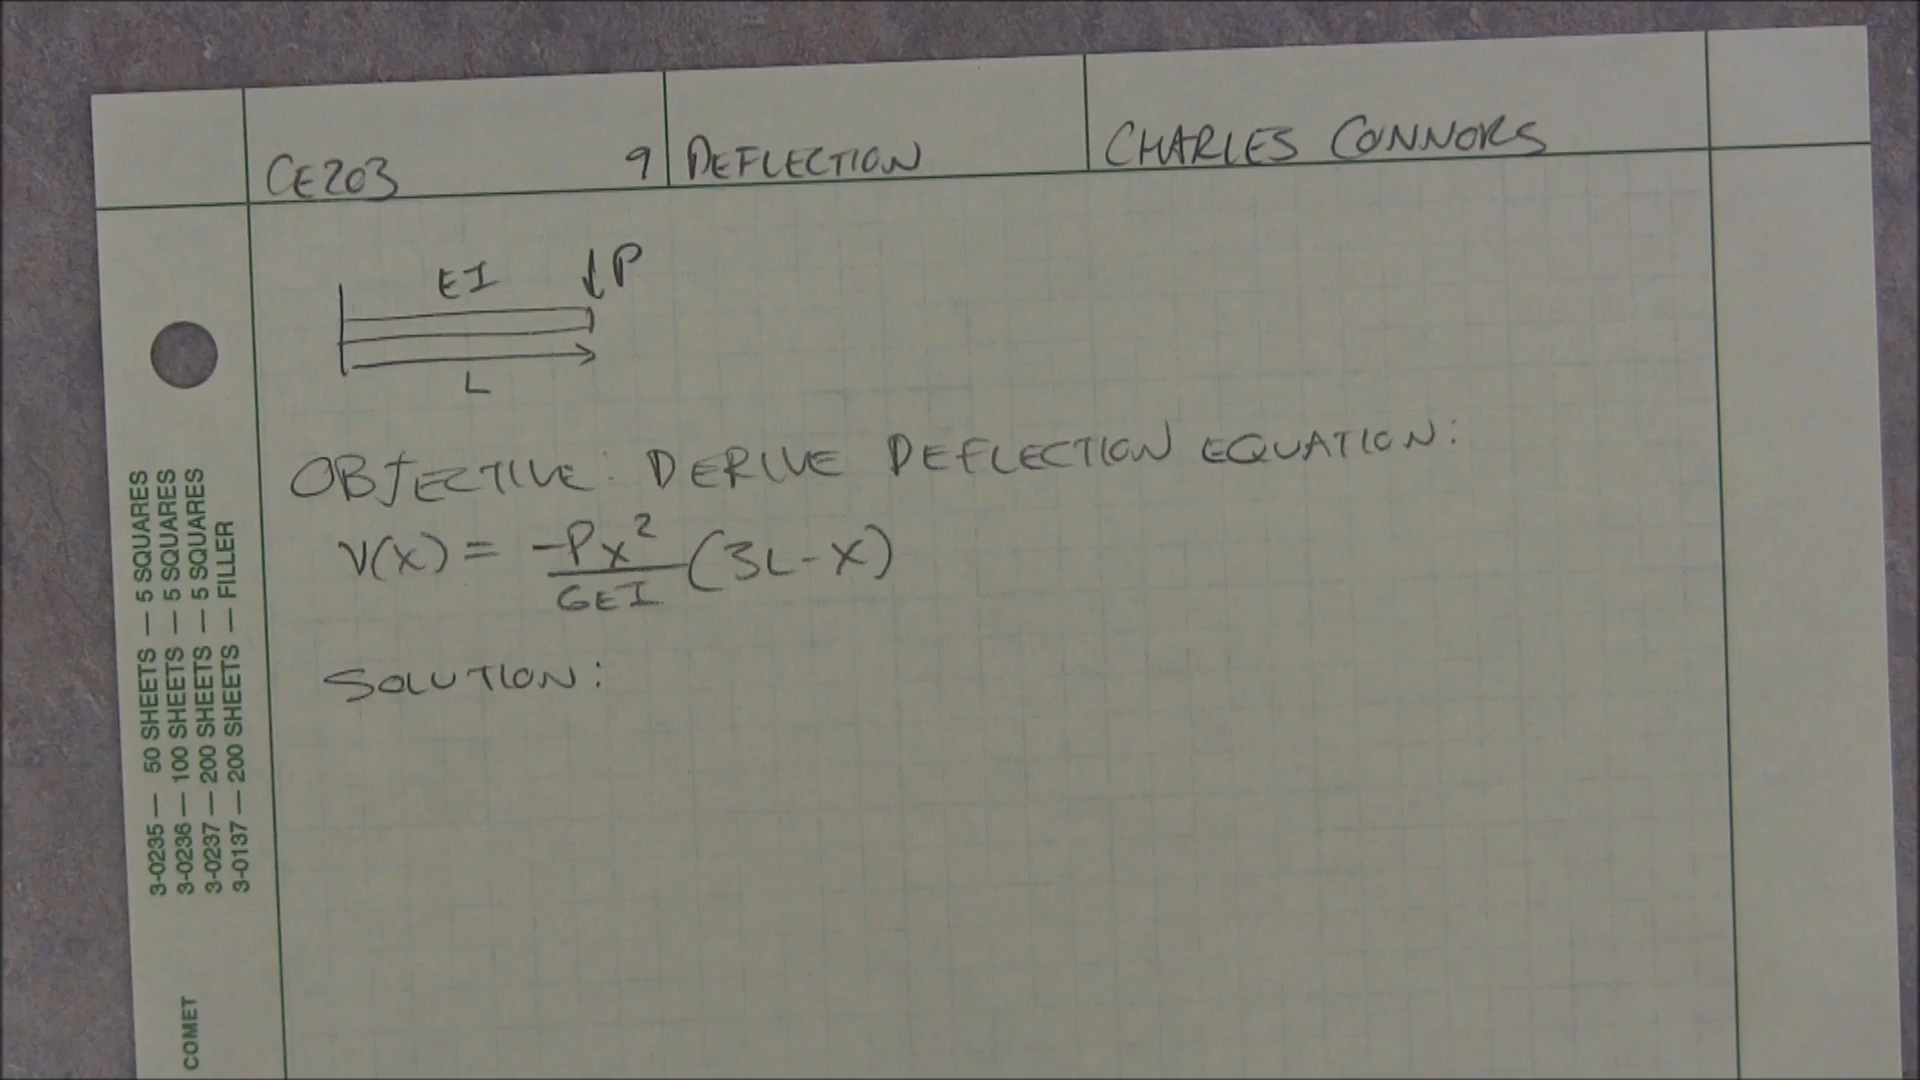 CE203 9 DEFLECTION CHARLES CONNORS
EI ↓P
L
OBJECTIVE: DERIVE DEFLECTION EQUATION:
V(X) = -PX²/6EI (3L-X)
SOLUTION:
3-0235 — 50 SHEETS — 5 SQUARES
3-0236 — 100 SHEETS — 5 SQUARES
3-0237 — 200 SHEETS — 5 SQUARES
3-0137 — 200 SHEETS — FILLER
COMET